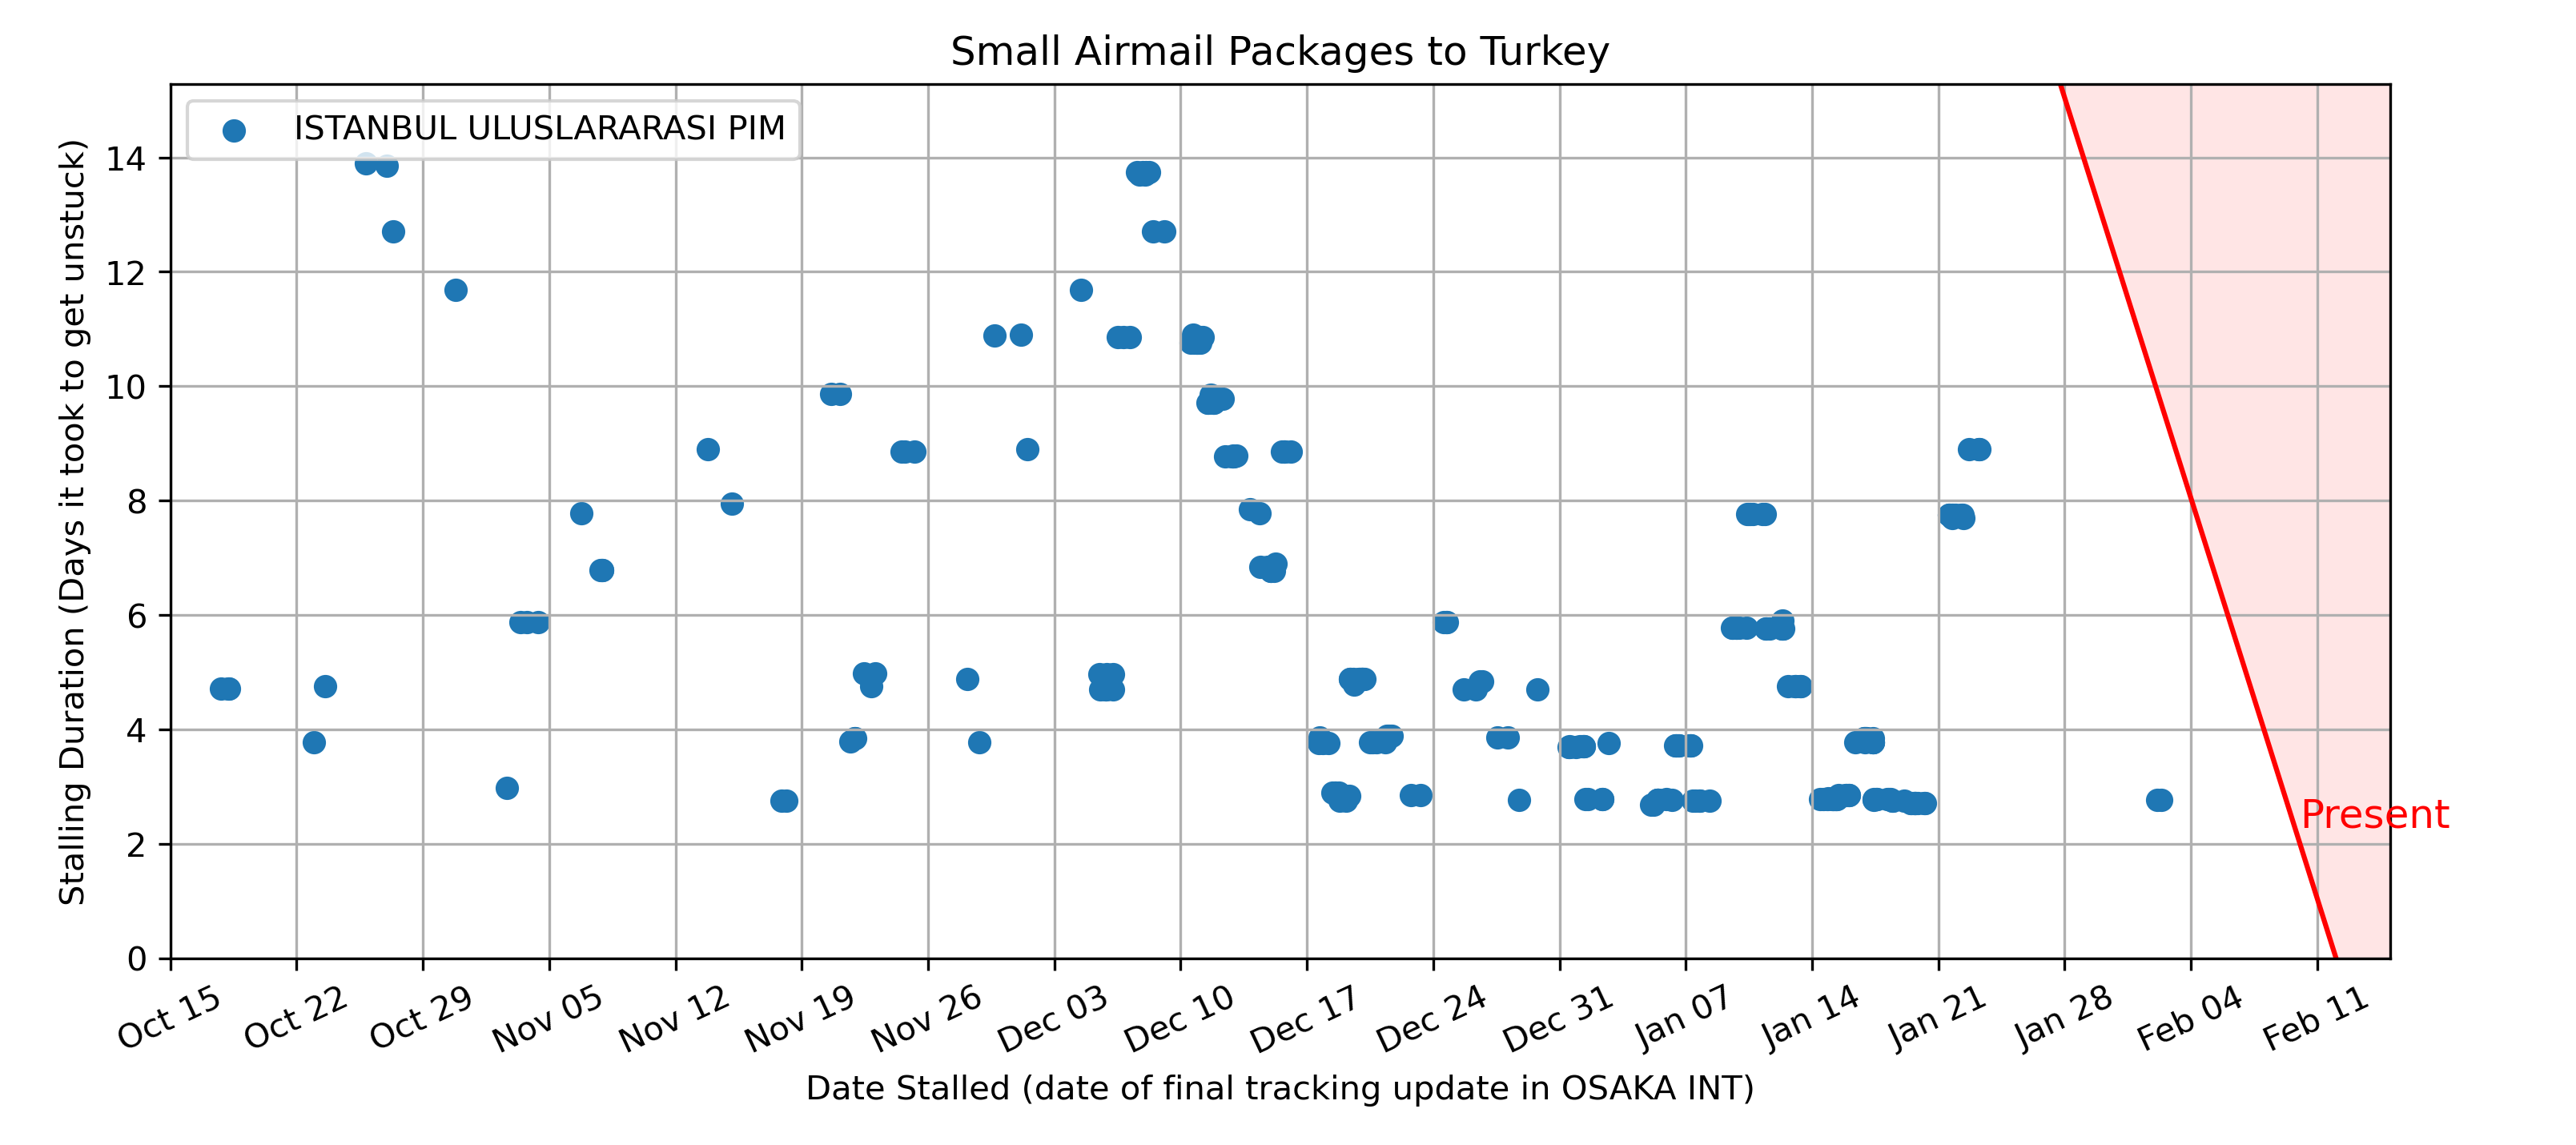 Small Airmail Packages to Turkey
ISTANBUL ULUSLARARASI PIM
Stalling Duration (Days it took to get unstuck)
14
12
10
8
6
4
2
0
Present
Oct 15
Oct 22
Oct 29
Nov 05
Nov 12
Nov 19
Nov 26
Dec 03
Dec 10
Dec 17
Dec 24
Dec 31
Jan 07
Jan 14
Jan 21
Jan 28
Feb 04
Feb 11
Date Stalled (date of final tracking update in OSAKA INT)